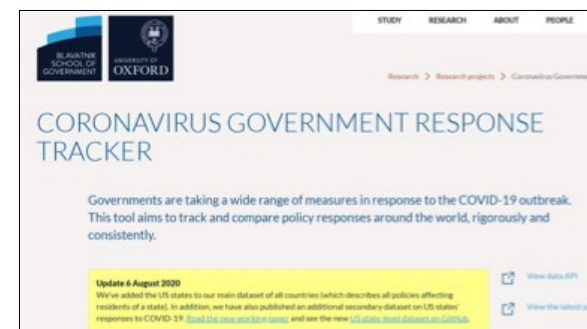 STUDY RESEARCH ABOUT PEOPLE
BLAVATNIK
SCHOOL OF
GOVERNMENT
UNIVERSITY OF
OXFORD
Research > Research projects > Coronavirus Governme
CORONAVIRUS GOVERNMENT RESPONSE
TRACKER
Governments are taking a wide range of measures in response to the COVID-19 outbreak.
This tool aims to track and compare policy responses around the world, rigorously and
consistently.
Update 6 August 2020
We've added the US states to our main dataset of all countries (which describes all policies affecting
residents of a state). In addition, we have also published an additional secondary dataset on US states'
responses to COVID-19. Read the new working paper and see the new US state-level dataset on GitHub.
View data API
View the latest